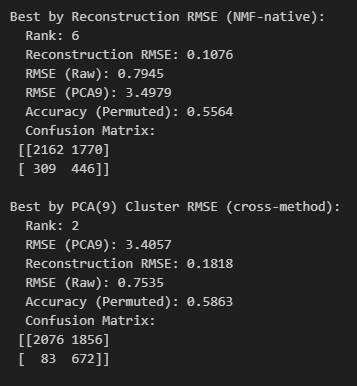 Best by Reconstruction RMSE (NMF-native):
Rank: 6
Reconstruction RMSE: 0.1076
RMSE (Raw): 0.7945
RMSE (PCA9): 3.4979
Accuracy (Permuted): 0.5564
Confusion Matrix:
[[2162 1770]
[ 309 446]]
Best by PCA(9) Cluster RMSE (cross-method):
Rank: 2
RMSE (PCA9): 3.4057
Reconstruction RMSE: 0.1818
RMSE (Raw): 0.7535
Accuracy (Permuted): 0.5863
Confusion Matrix:
[[2076 1856]
[ 83 672]]